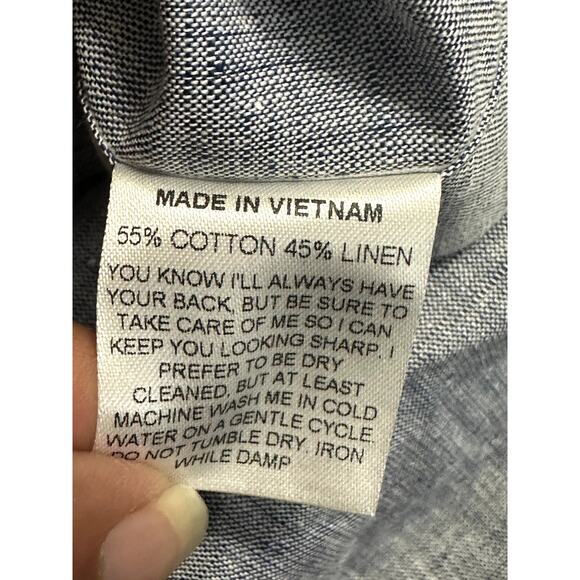 MADE IN VIETNAM
55% COTTON 45% LINEN
YOU KNOW I'LL ALWAYS HAVE
YOUR BACK, BUT BE SURE TO
TAKE CARE OF ME SO I CAN
KEEP YOU LOOKING SHARP. I
PREFER TO BE DRY
CLEANED, BUT AT LEAST
MACHINE WASH ME IN COLD
WATER ON A GENTLE CYCLE.
DO NOT TUMBLE DRY. IRON
WHILE DAMP